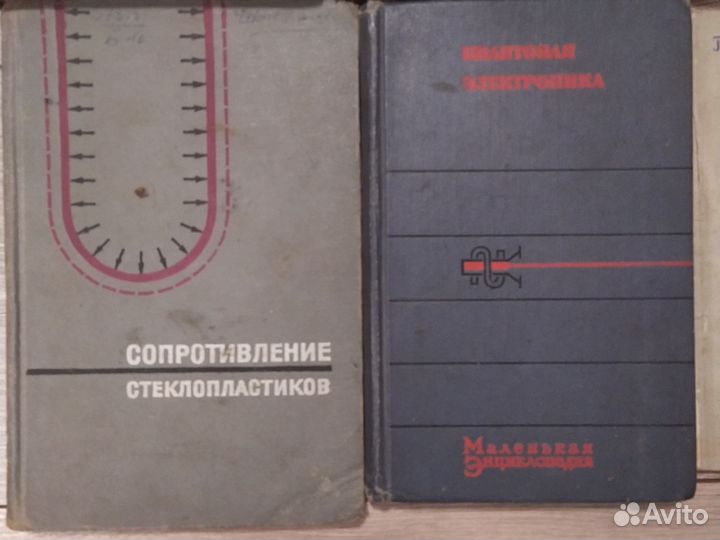 СОПРОТИВЛЕНИЕ
СТЕКЛОПЛАСТИКОВ
КВАНТОВАЯ
ЭЛЕКТРОНИКА
Маленькая
Энциклопедия
Avito